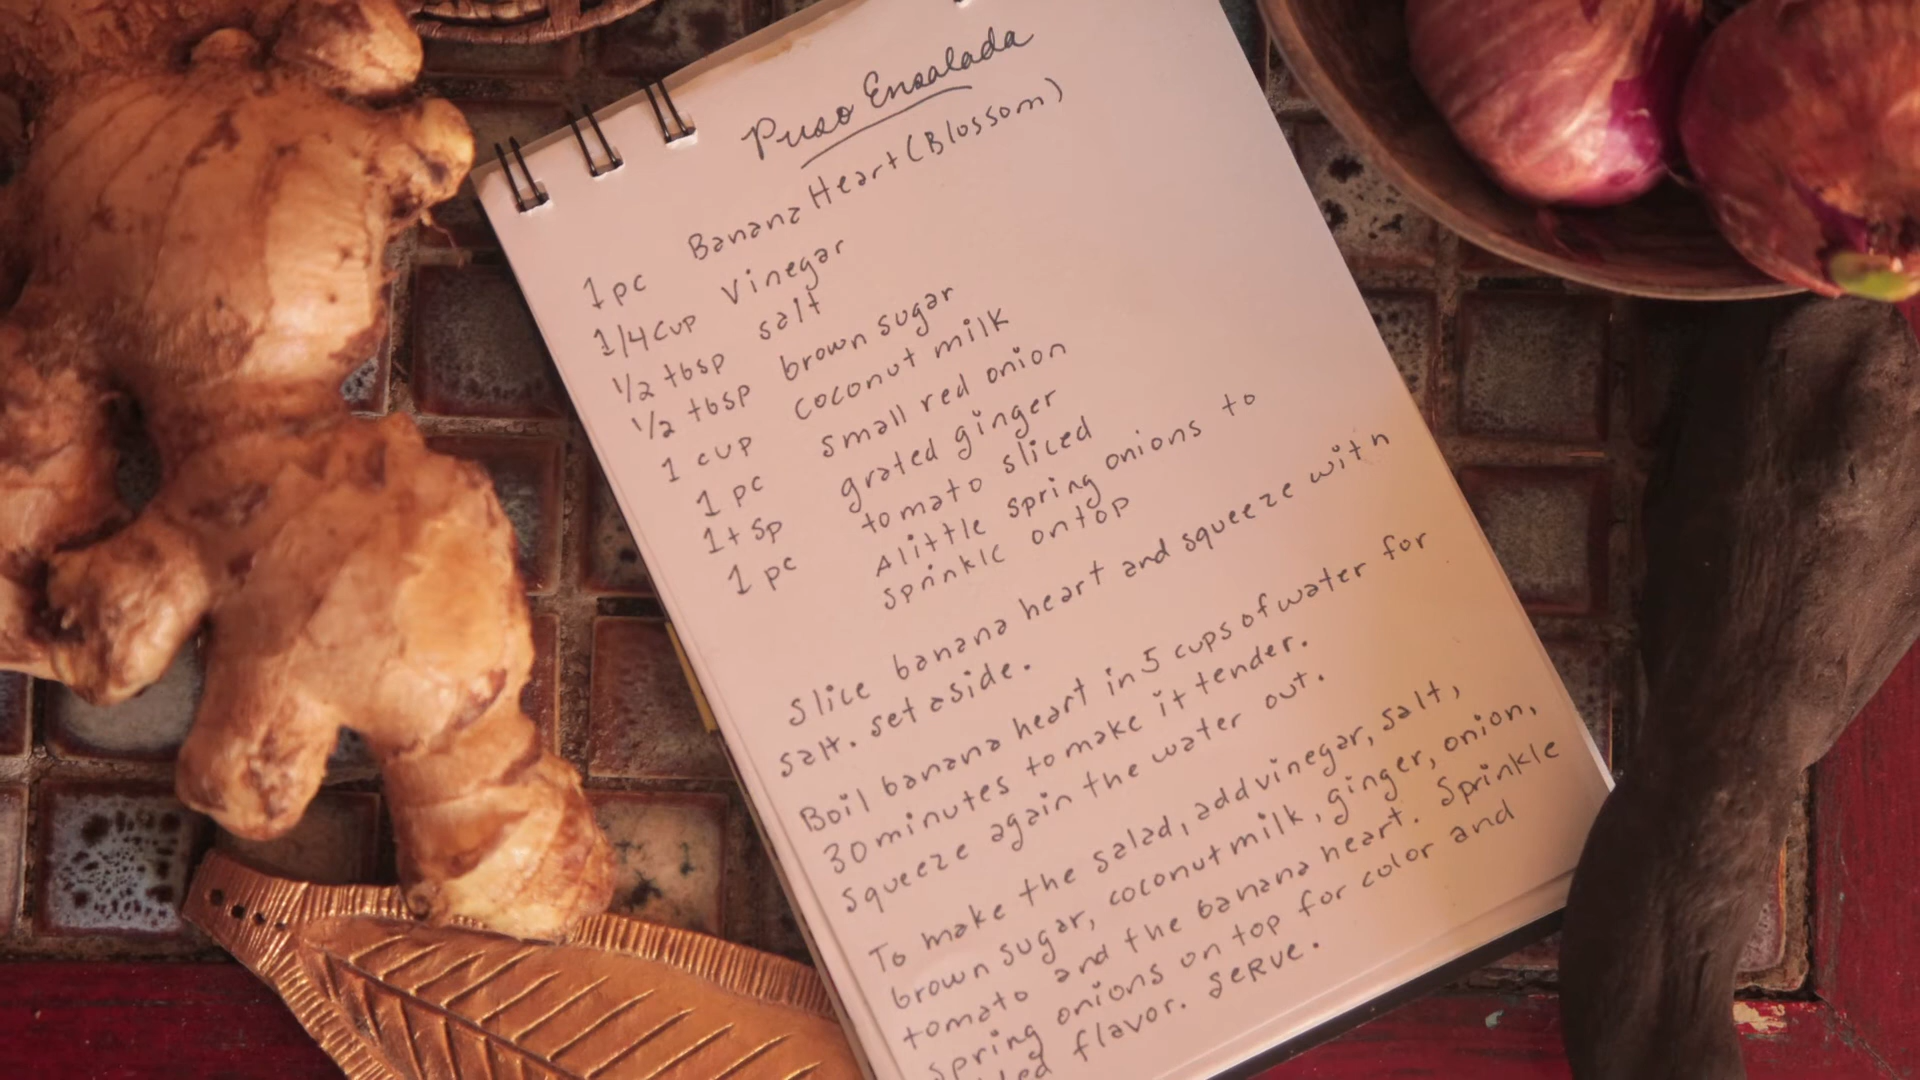 Puso Ensalada
1pc Banana Heart (Blossom)
1/4 cup vinegar
1/2 tbsp salt
1/2 tbsp brown sugar
1 cup coconut milk
1 pc small red onion
1 tsp grated ginger
1 pc tomato sliced
A little spring onions to
sprinkle on top
Slice banana heart and squeeze with
salt. set aside.
Boil banana heart in 5 cups of water for
30 minutes to make it tender.
Squeeze again the water out.
To make the salad, add vinegar, salt,
brown sugar, coconut milk, ginger, onion,
tomato and the banana heart. Sprinkle
spring onions on top for color and
flavor. SeRve.